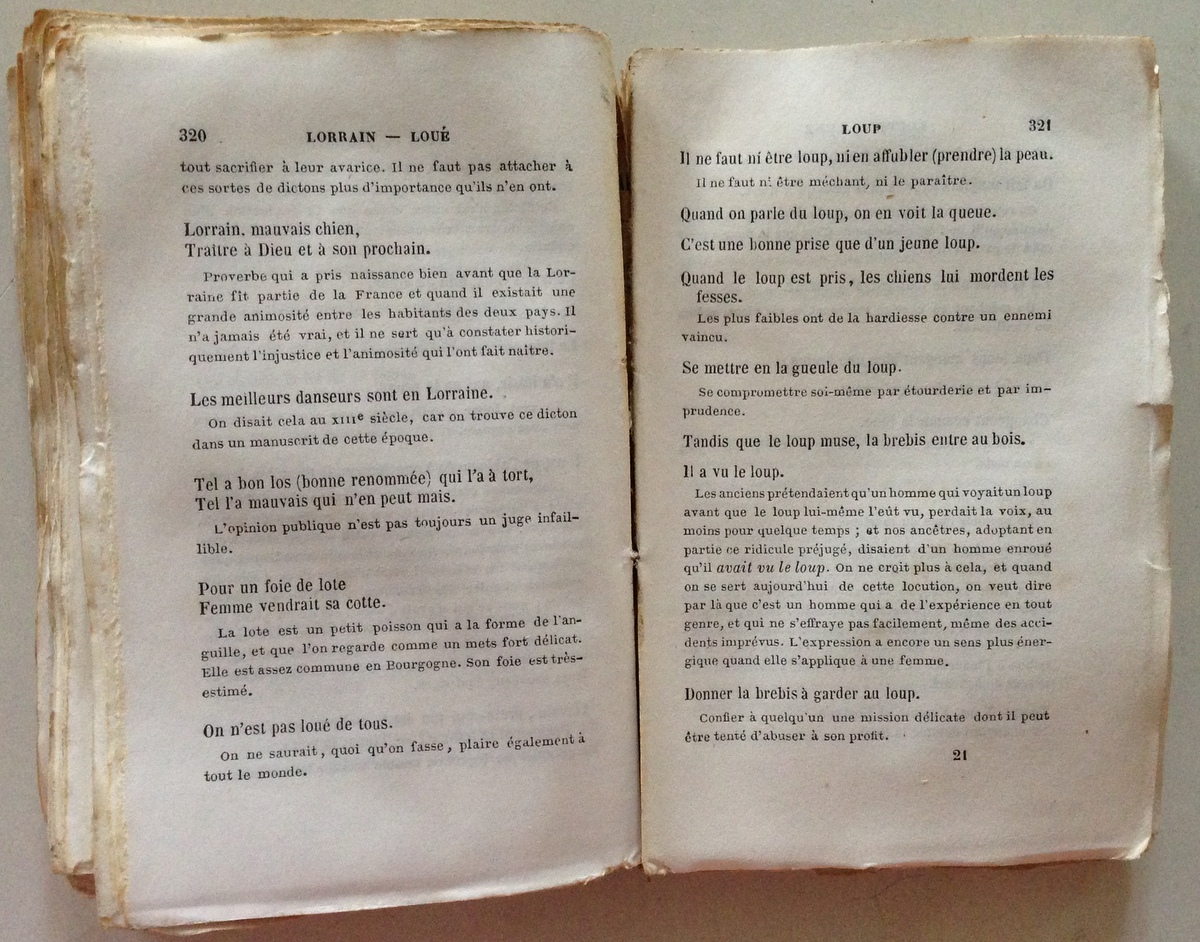 320 LORRAIN — LOUÉ
tout sacrifier à leur avarice. Il ne faut pas attacher à
ces sortes de dictons plus d'importance qu'ils n'en ont.
Lorrain, mauvais chien,
Traître à Dieu et à son prochain.
Proverbe qui a pris naissance bien avant que la Lor-
raine fit partie de la France et quand il existait une
grande animosité entre les habitants des deux pays. Il
n'a jamais été vrai, et il ne sert qu'à constater histori-
quement l'injustice et l'animosité qui l'ont fait naître.
Les meilleurs danseurs sont en Lorraine.
On disait cela au XIIIe siècle, car on trouve ce dicton
dans un manuscrit de cette époque.
Tel a bon los (bonne renommée) qui l'a à tort,
Tel l'a mauvais qui n'en peut mais.
L'opinion publique n'est pas toujours un juge infail-
lible.
Pour un foie de lote
Femme vendrait sa cotte.
La lote est un petit poisson qui a la forme de l'an-
guille, et que l'on regarde comme un mets fort délicat.
Elle est assez commune en Bourgogne. Son foie est très-
estimé.
On n'est pas loué de tous.
On ne saurait, quoi qu'on fasse, plaire également à
tout le monde.
LOUP 321
Il ne faut ni être loup, ni en affubler (prendre) la peau.
Il ne faut ni être méchant, ni le paraître.
Quand on parle du loup, on en voit la queue.
C'est une bonne prise que d'un jeune loup.
Quand le loup est pris, les chiens lui mordent les
fesses.
Les plus faibles ont de la hardiesse contre un ennemi
vaincu.
Se mettre en la gueule du loup.
Se compromettre soi-même par étourderie et par im-
prudence.
Tandis que le loup muse, la brebis entre au bois.
Il a vu le loup.
Les anciens prétendaient qu'un homme qui voyait un loup
avant que le loup lui-même l'eût vu, perdait la voix, au
moins pour quelque temps ; et nos ancêtres, adoptant en
partie ce ridicule préjugé, disaient d'un homme enroué
qu'il avait vu le loup. On ne croit plus à cela, et quand
on se sert aujourd'hui de cette locution, on veut dire
par là que c'est un homme qui a de l'expérience en tout
genre, et qui ne s'effraye pas facilement, même des acci-
dents imprévus. L'expression a encore un sens plus éner-
gique quand elle s'applique à une femme.
Donner la brebis à garder au loup.
Confier à quelqu'un une mission délicate dont il peut
être tenté d'abuser à son profit.
21